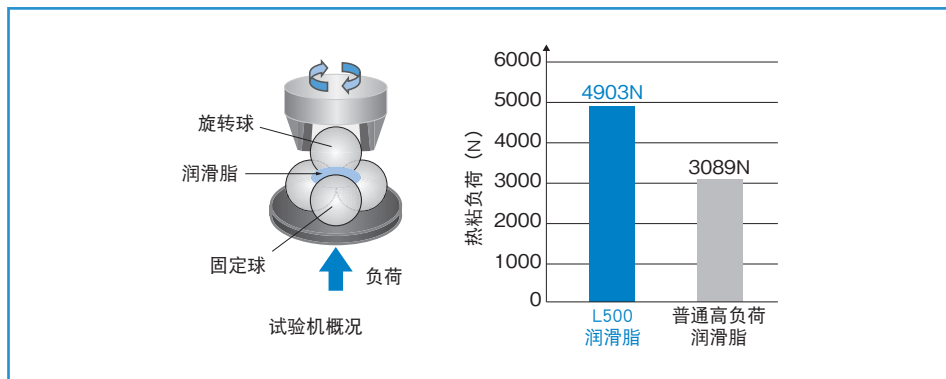 旋转球
润滑脂
固定球
负荷
试验机概况
热粘负荷（N）
6000
5000
4000
3000
2000
1000
0
4903N
3089N
L500
润滑脂
普通高负荷
润滑脂